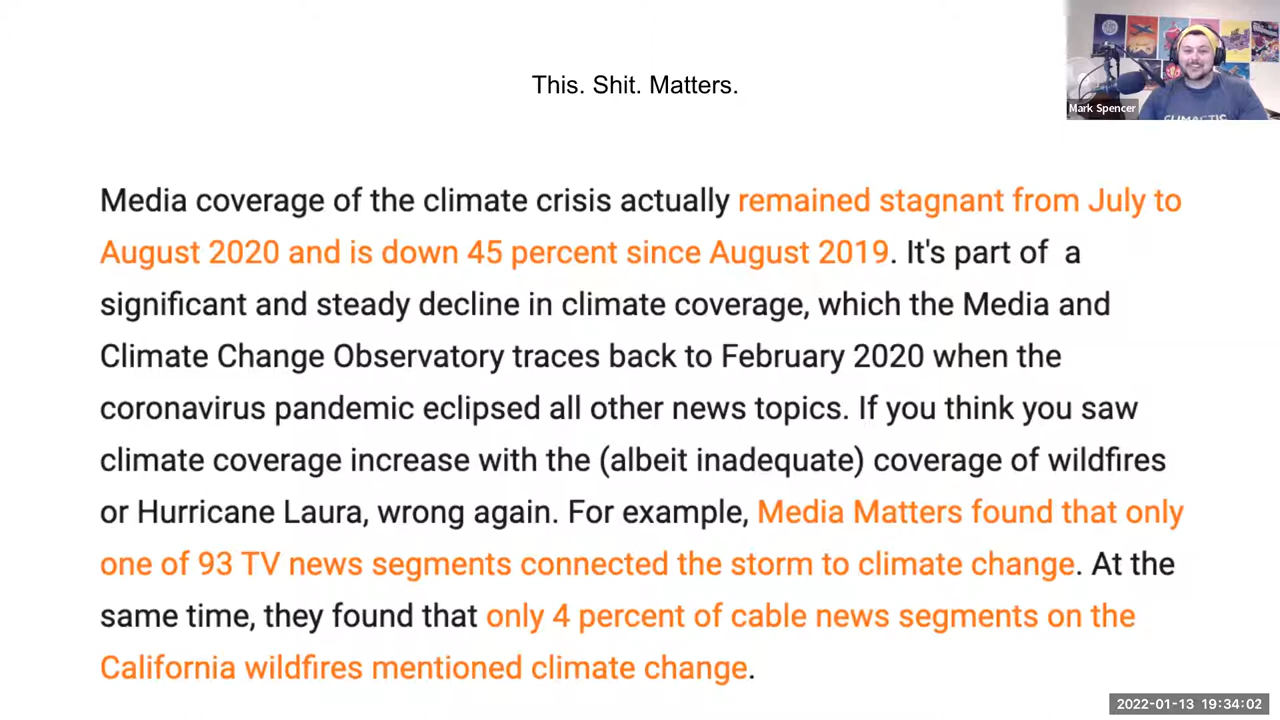 This. Shit. Matters.
Mark Spencer
CLIMACTIC
Media coverage of the climate crisis actually remained stagnant from July to
August 2020 and is down 45 percent since August 2019. It's part of  a
significant and steady decline in climate coverage, which the Media and
Climate Change Observatory traces back to February 2020 when the
coronavirus pandemic eclipsed all other news topics. If you think you saw
climate coverage increase with the (albeit inadequate) coverage of wildfires
or Hurricane Laura, wrong again. For example, Media Matters found that only
one of 93 TV news segments connected the storm to climate change. At the
same time, they found that only 4 percent of cable news segments on the
California wildfires mentioned climate change.
2022-01-13 19:34:02